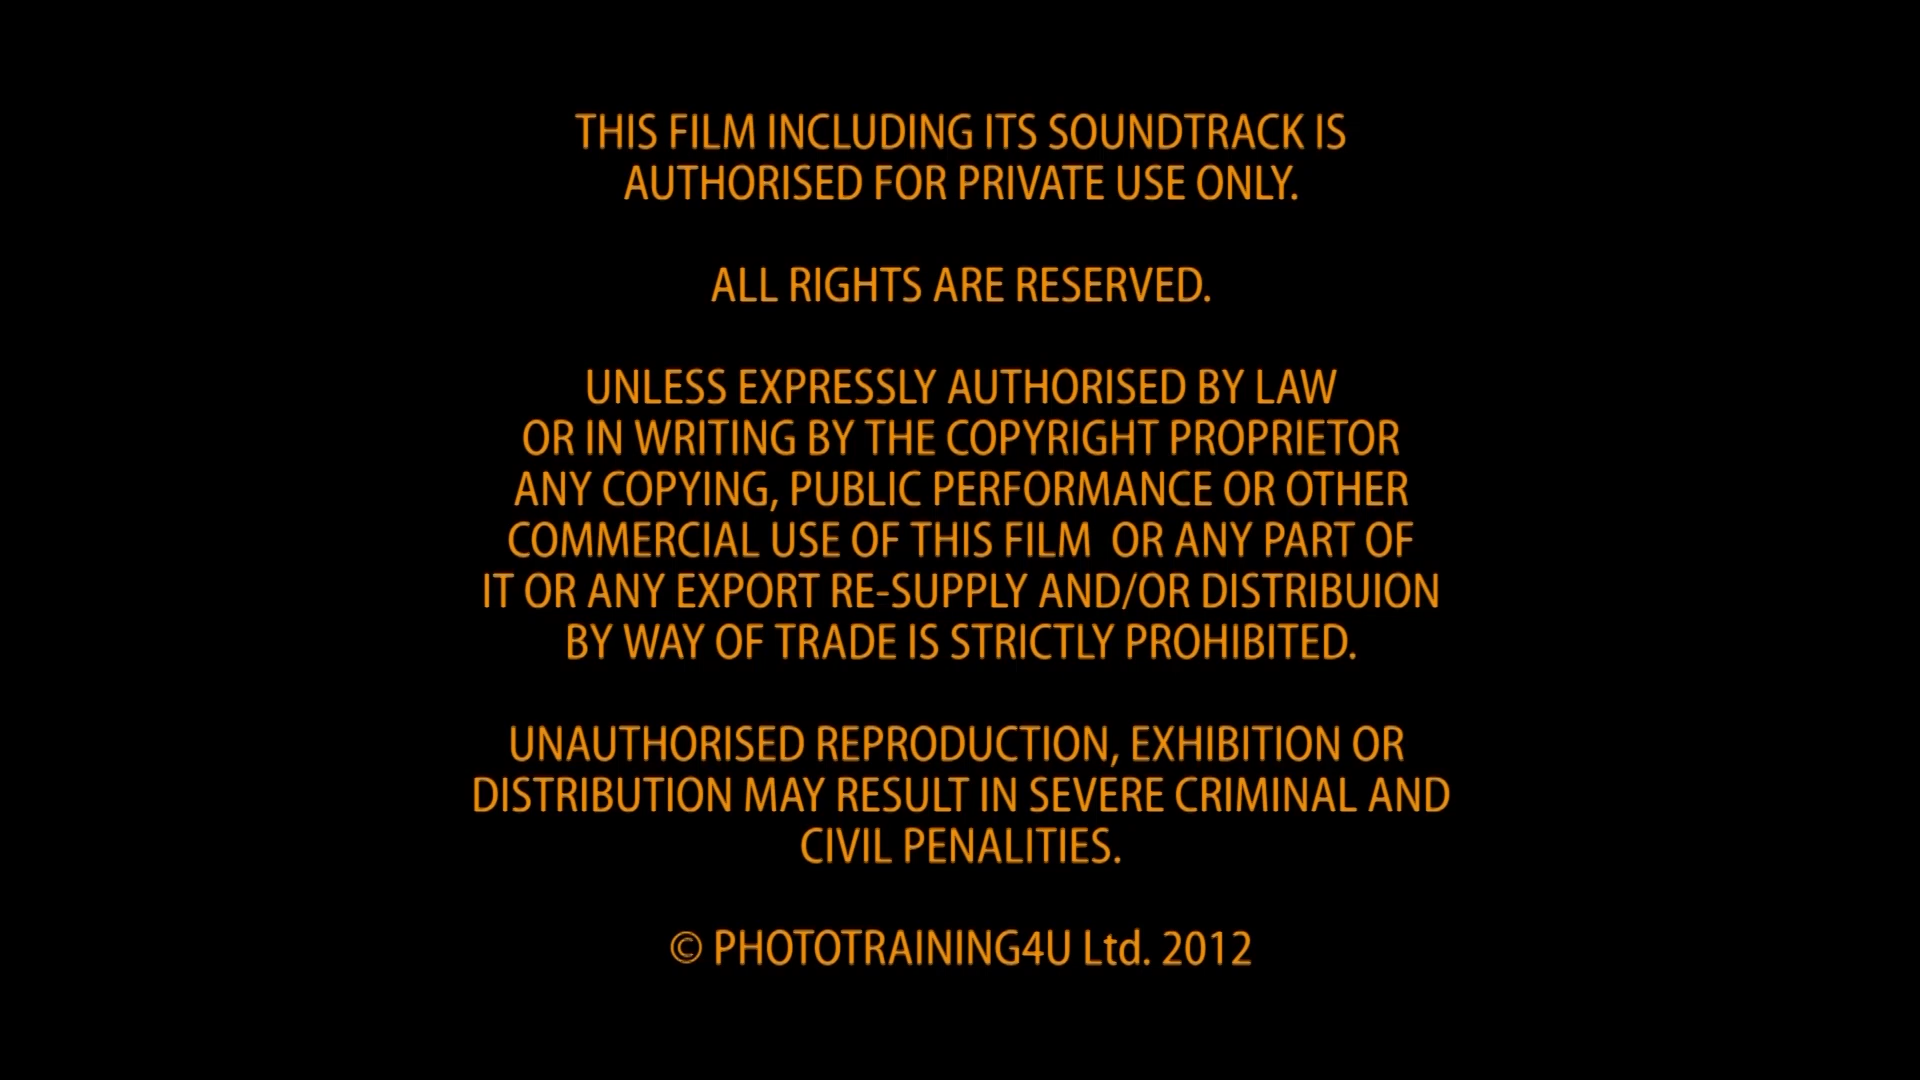 THIS FILM INCLUDING ITS SOUNDTRACK IS
AUTHORISED FOR PRIVATE USE ONLY.
ALL RIGHTS ARE RESERVED.
UNLESS EXPRESSLY AUTHORISED BY LAW
OR IN WRITING BY THE COPYRIGHT PROPRIETOR
ANY COPYING, PUBLIC PERFORMANCE OR OTHER
COMMERCIAL USE OF THIS FILM  OR ANY PART OF
IT OR ANY EXPORT RE-SUPPLY AND/OR DISTRIBUION
BY WAY OF TRADE IS STRICTLY PROHIBITED.
UNAUTHORISED REPRODUCTION, EXHIBITION OR
DISTRIBUTION MAY RESULT IN SEVERE CRIMINAL AND
CIVIL PENALITIES.
© PHOTOTRAINING4U Ltd. 2012